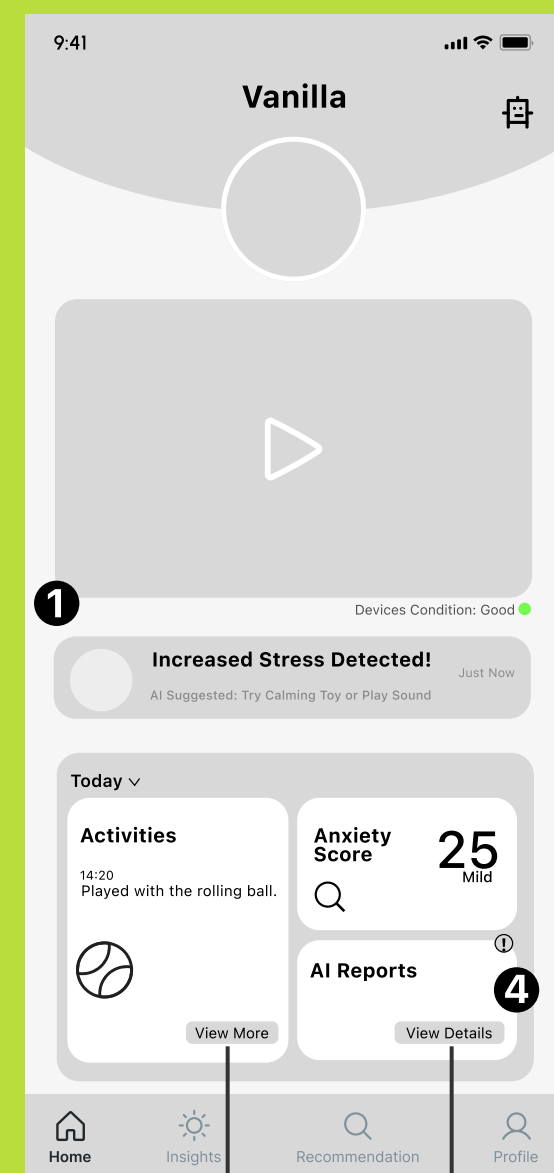 9:41
Vanilla
1
Devices Condition: Good
Increased Stress Detected!
Just Now
AI Suggested: Try Calming Toy or Play Sound
Today
Activities
14:20
Played with the rolling ball.
View More
Anxiety
Score
25
Mild
AI Reports
4
View Details
Home
Insights
Recommendation
Profile